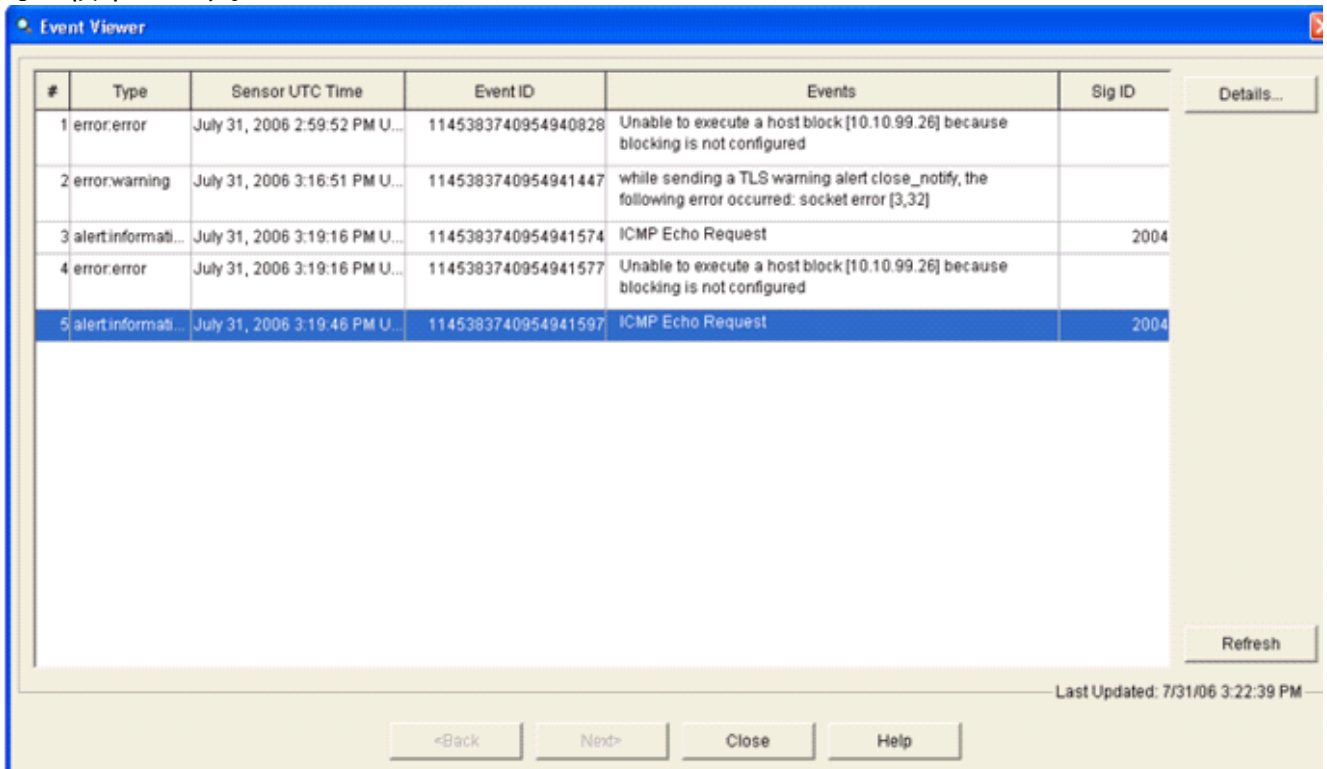 Event Viewer
# Type Sensor UTC Time Event ID Events Sig ID
1 error:error July 31, 2006 2:59:52 PM U... 1145383740954940828 Unable to execute a host block [10.10.99.26] because
blocking is not configured
2 error:warning July 31, 2006 3:16:51 PM U... 1145383740954941447 while sending a TLS warning alert close_notify, the
following error occurred: socket error [3,32]
3 alert:informati... July 31, 2006 3:19:16 PM U... 1145383740954941574 ICMP Echo Request 2004
4 error:error July 31, 2006 3:19:16 PM U... 1145383740954941577 Unable to execute a host block [10.10.99.26] because
blocking is not configured
5 alert:informati... July 31, 2006 3:19:46 PM U... 1145383740954941597 ICMP Echo Request 2004
Details...
Refresh
Last Updated: 7/31/06 3:22:39 PM
<Back Next> Close Help